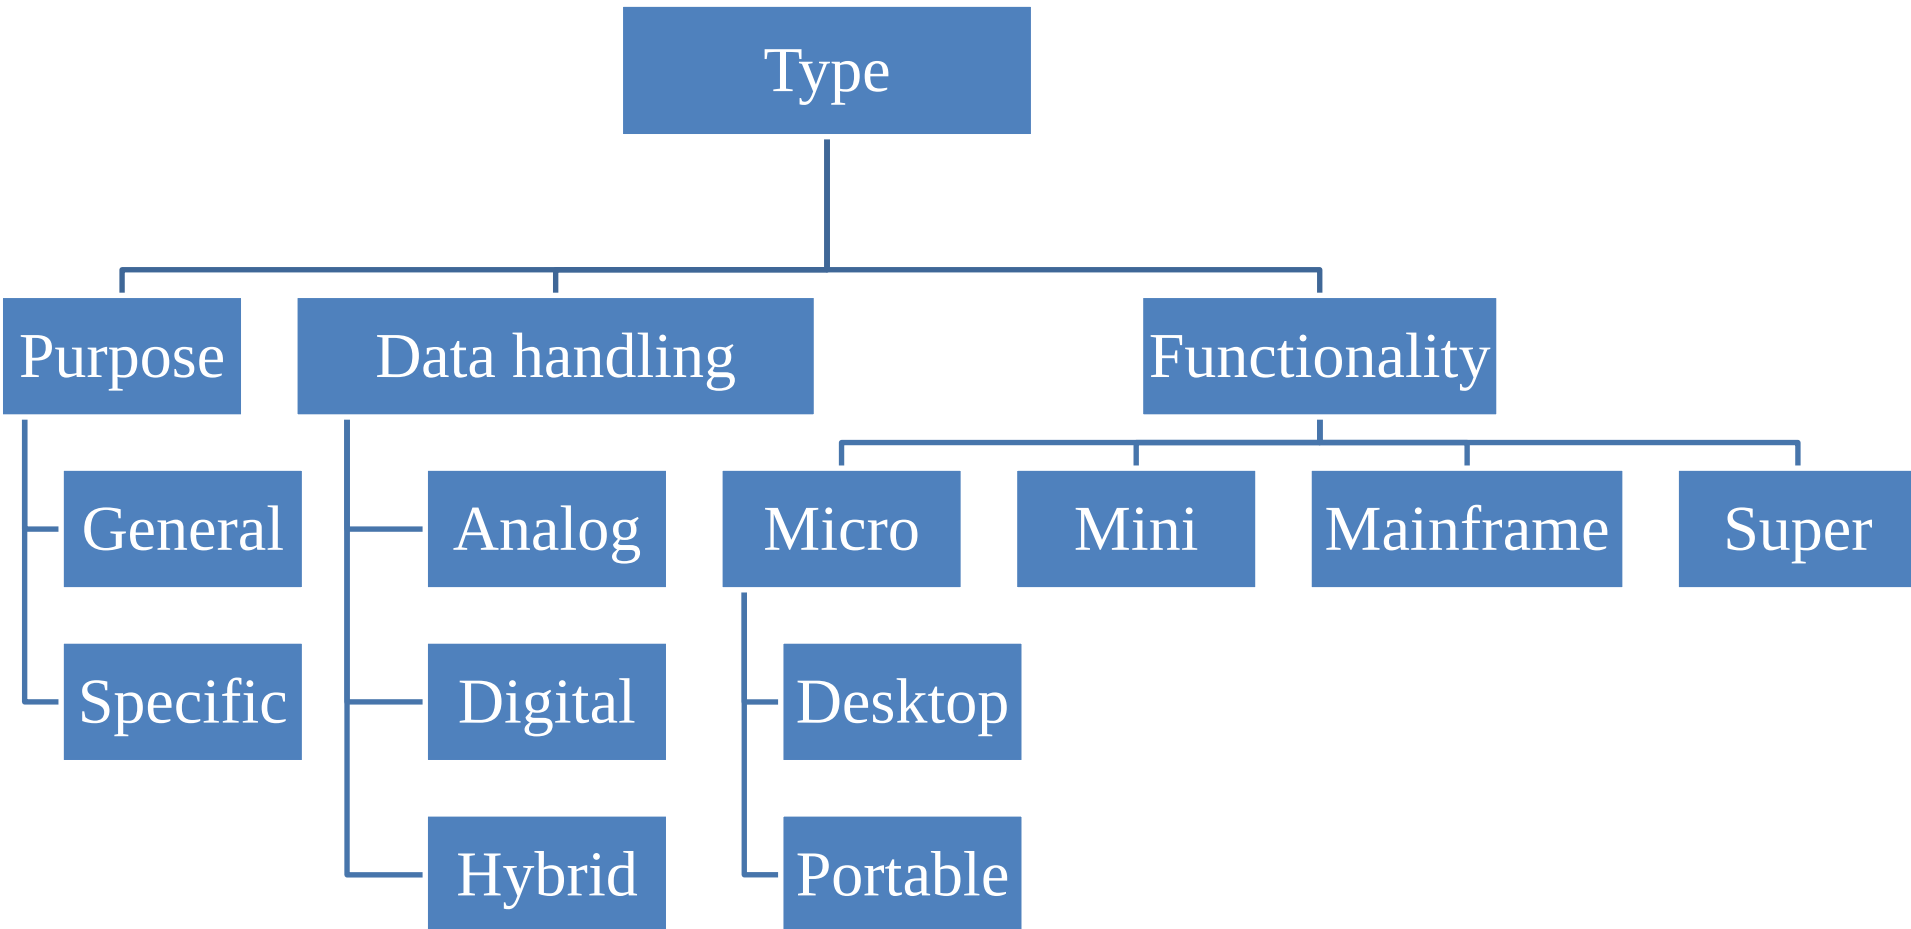 Type
Purpose
Data handling
Functionality
General
Analog
Micro
Mini
Mainframe
Super
Specific
Digital
Desktop
Hybrid
Portable